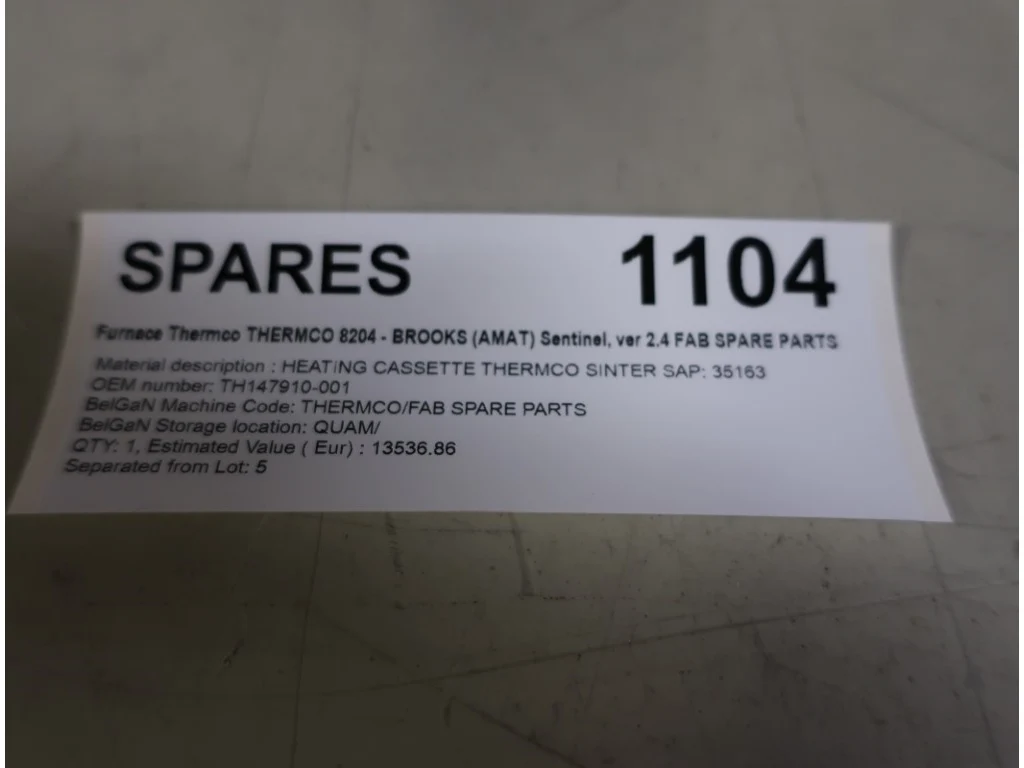 SPARES 1104
Furnace Thermco THERMCO 8204 - BROOKS (AMAT) Sentinel, ver 2.4 FAB SPARE PARTS
Material description : HEATING CASSETTE THERMCO SINTER SAP: 35163
OEM number: TH147910-001
BelGaN Machine Code: THERMCO/FAB SPARE PARTS
BelGaN Storage location: QUAM/
QTY: 1, Estimated Value ( Eur) : 13536.86
Separated from Lot: 5